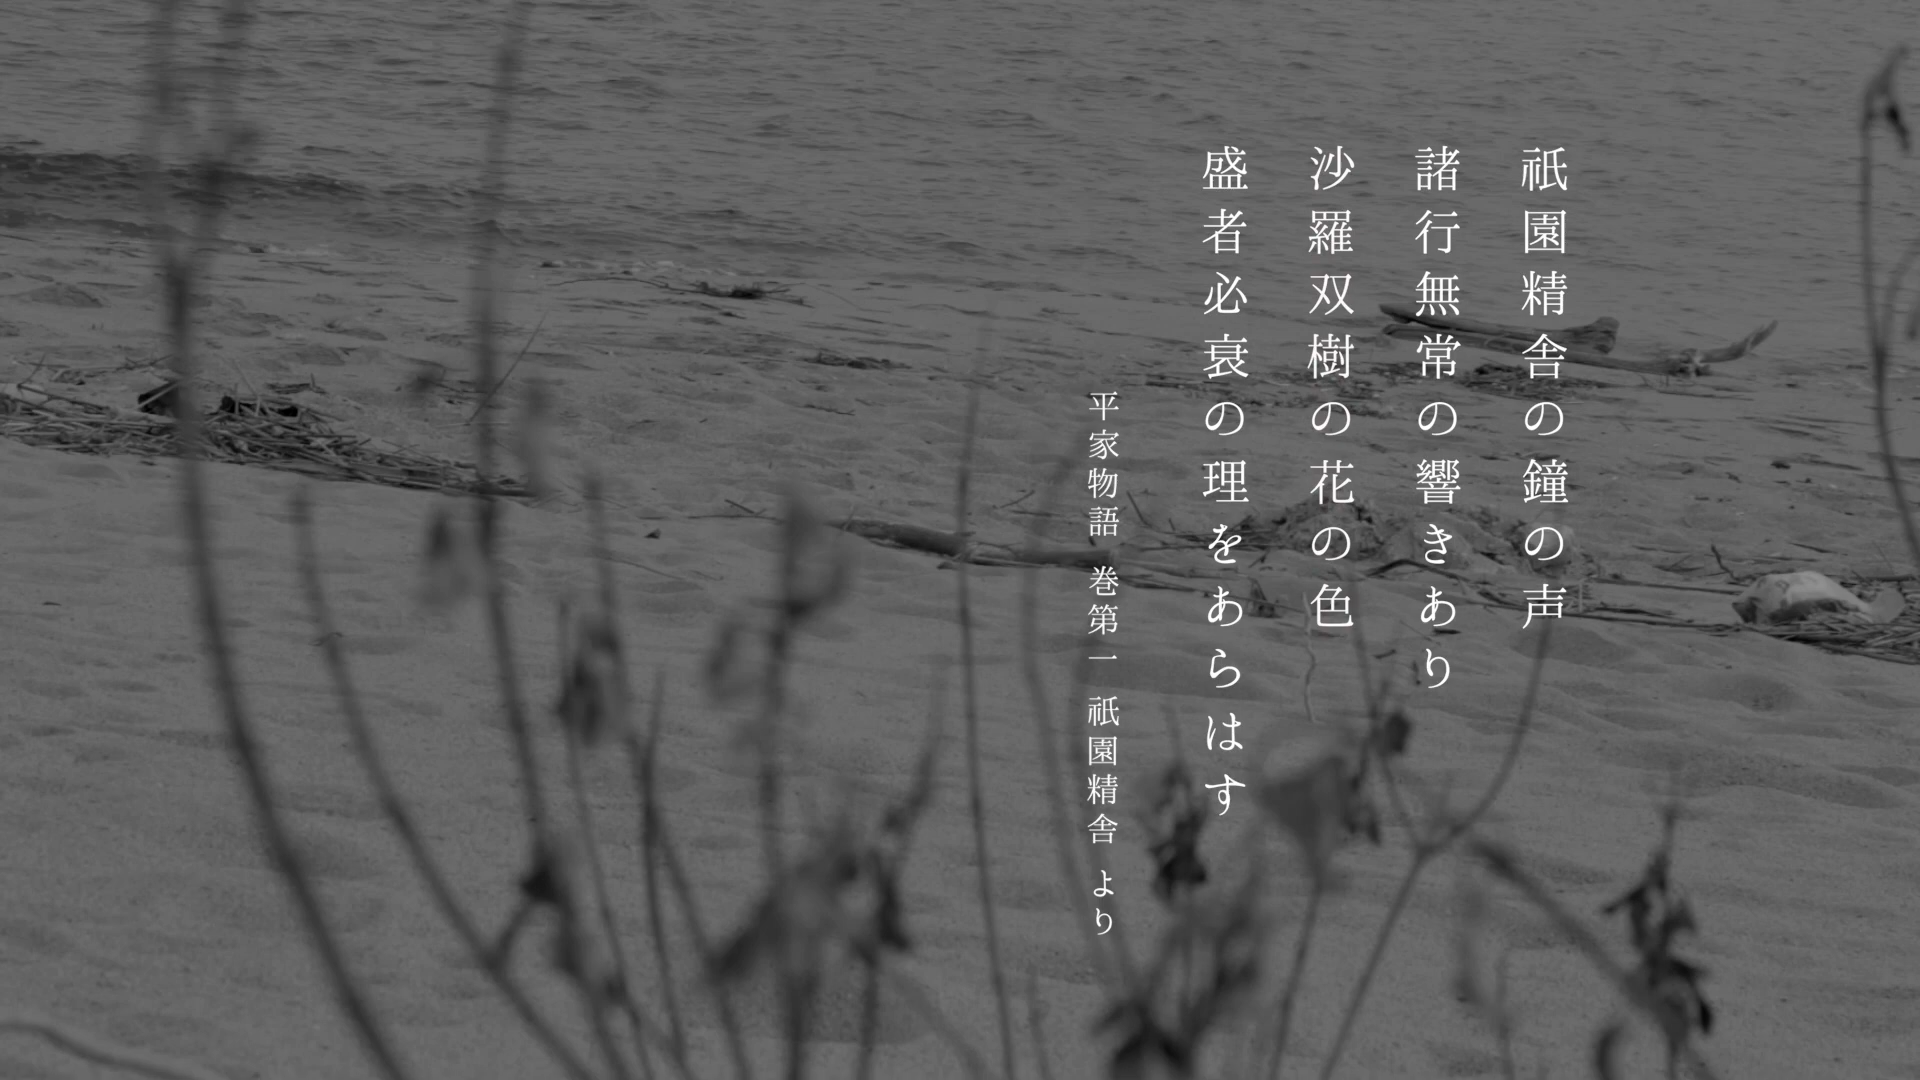 祇園精舎の鐘の声
諸行無常の響きあり
沙羅双樹の花の色
盛者必衰の理をあらはす
平家物語 巻第一 祇園精舎 より